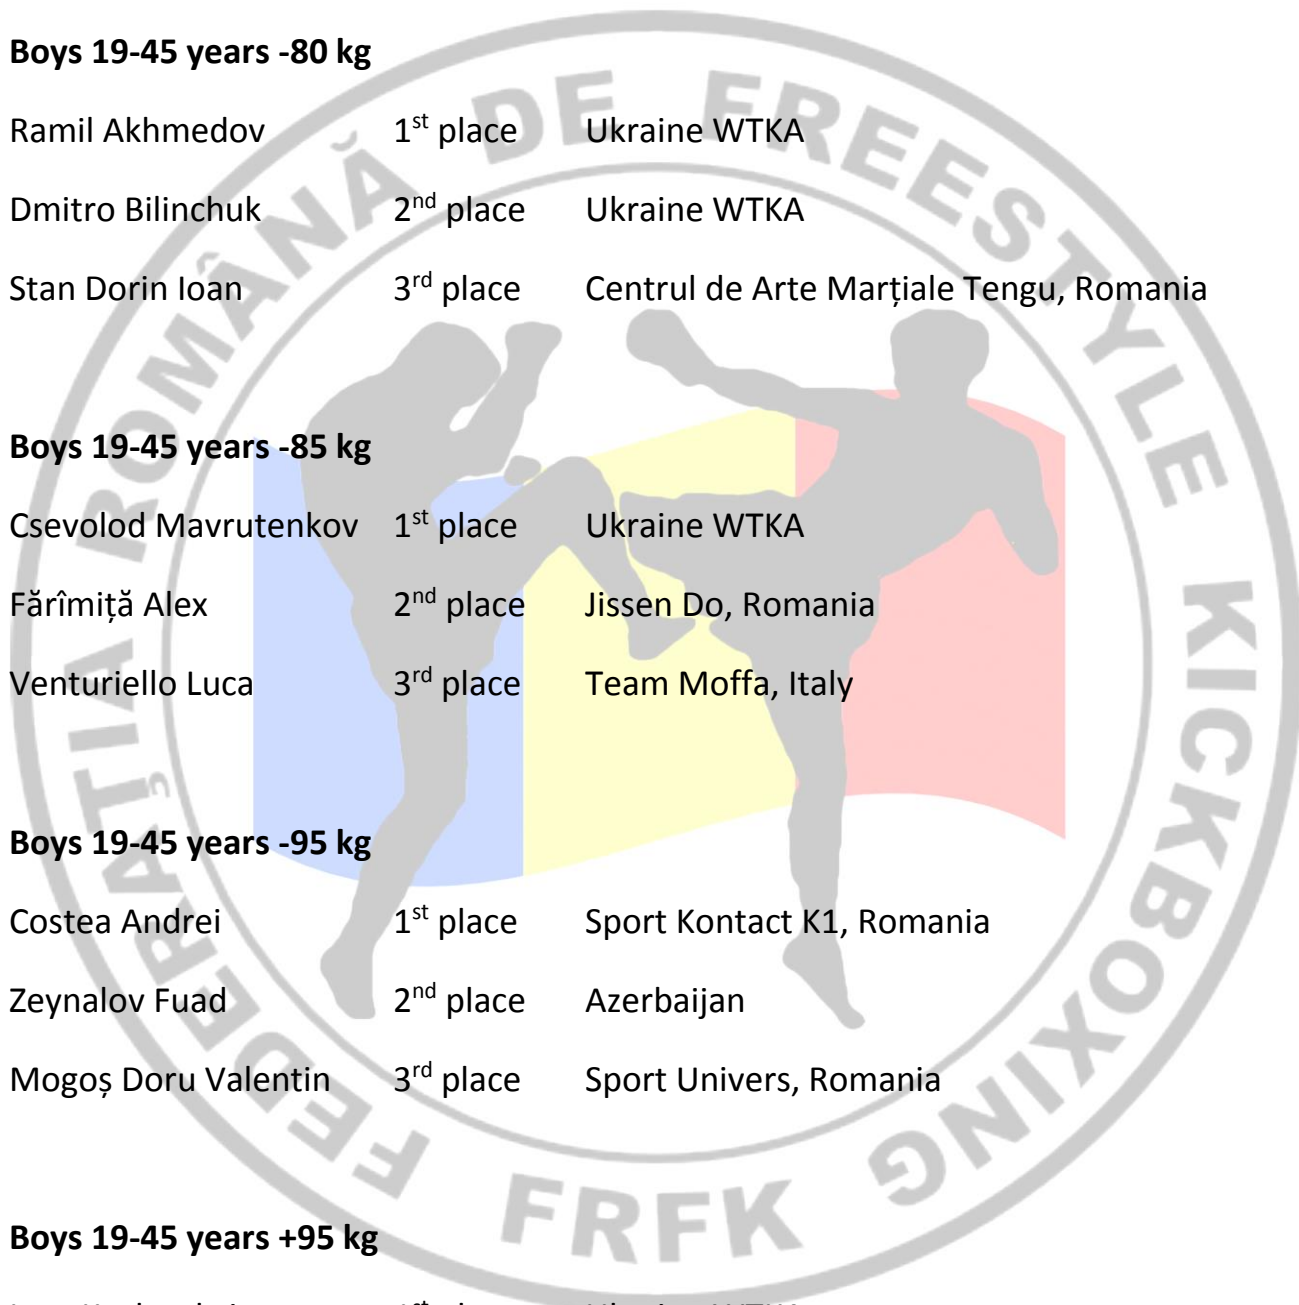 Boys 19-45 years -80 kg
Ramil Akhmedov 1st place Ukraine WTKA
Dmitro Bilinchuk 2nd place Ukraine WTKA
Stan Dorin Ioan 3rd place Centrul de Arte Marțiale Tengu, Romania
Boys 19-45 years -85 kg
Csevolod Mavrutenkov 1st place Ukraine WTKA
Fărîmiță Alex 2nd place Jissen Do, Romania
Venturiello Luca 3rd place Team Moffa, Italy
Boys 19-45 years -95 kg
Costea Andrei 1st place Sport Kontact K1, Romania
Zeynalov Fuad 2nd place Azerbaijan
Mogoș Doru Valentin 3rd place Sport Univers, Romania
Boys 19-45 years +95 kg
FEDERAȚIA ROMÂNĂ DE FREESTYLE KICKBOXING
FRFK